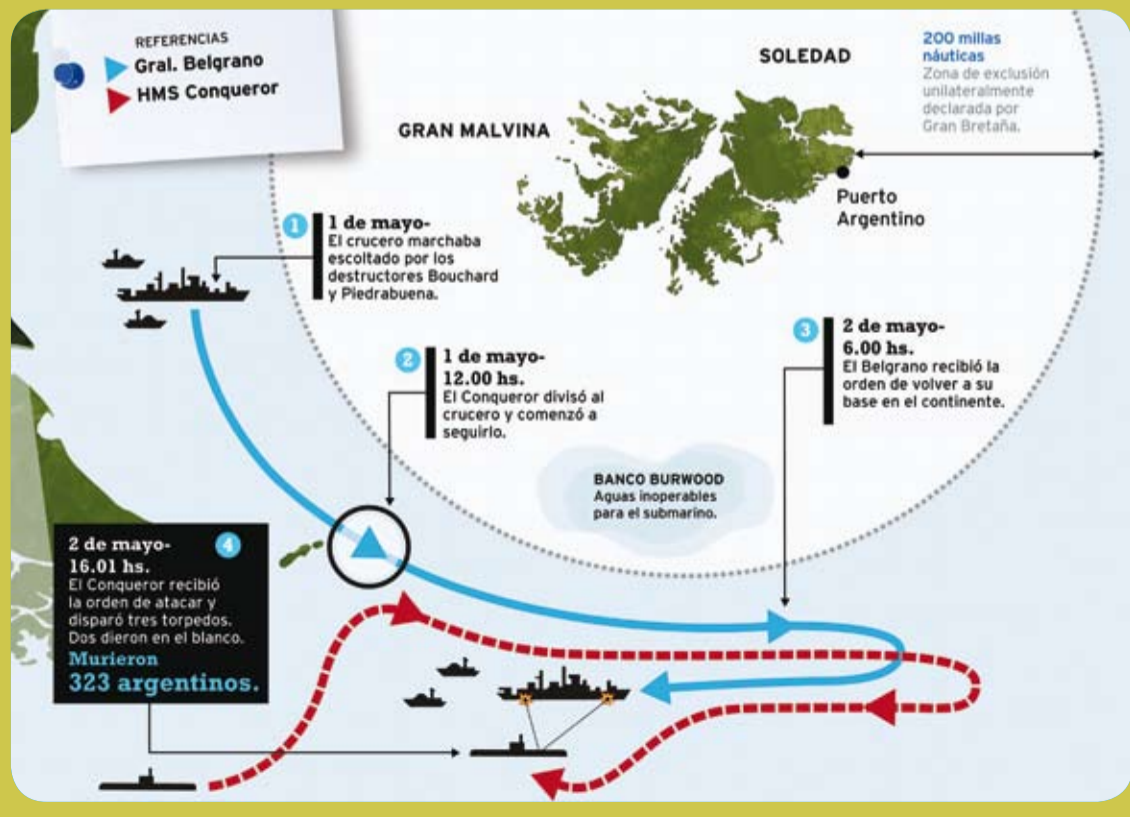 REFERENCIAS
Gral. Belgrano
HMS Conqueror
SOLEDAD
GRAN MALVINA
200 millas
náuticas
Zona de exclusión
unilateralmente
declarada por
Gran Bretaña.
Puerto
Argentino
1
1 de mayo-
El crucero marchaba
escoltado por los
destructores Bouchard
y Piedrabuena.
2
1 de mayo-
12.00 hs.
El Conqueror divisó al
crucero y comenzó a
seguirlo.
3
2 de mayo-
6.00 hs.
El Belgrano recibió la
orden de volver a su
base en el continente.
BANCO BURWOOD
Aguas inoperables
para el submarino.
2 de mayo-
4
16.01 hs.
El Conqueror recibió
la orden de atacar y
disparó tres torpedos.
Dos dieron en el blanco.
Murieron
323 argentinos.